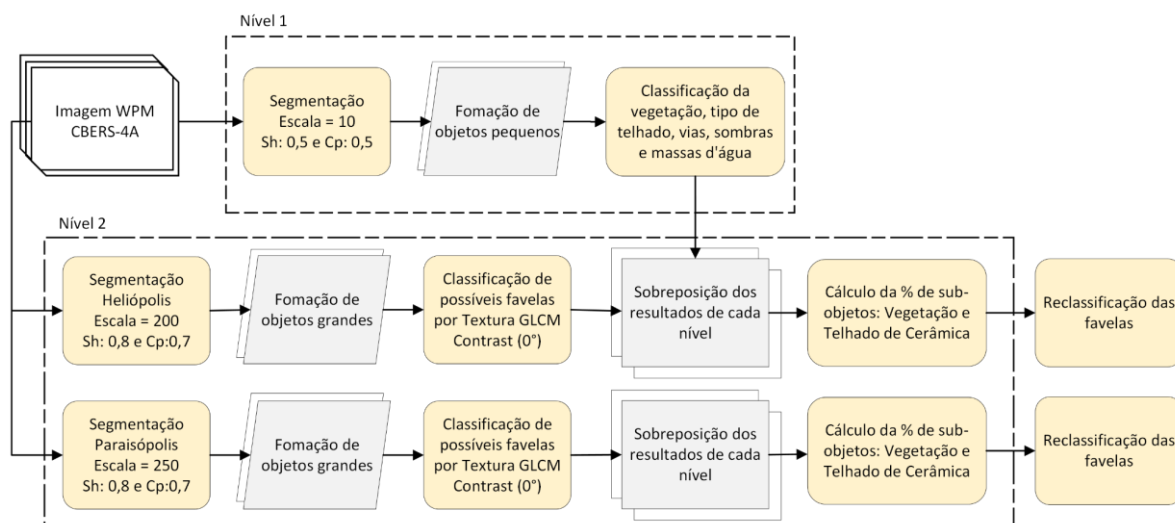 Nível 1
Imagem WPM
CBERS-4A
Segmentação
Escala = 10
Sh: 0,5 e Cp: 0,5
Fomação de
objetos pequenos
Classificação da
vegetação, tipo de
telhado, vias, sombras
e massas d'água
Nível 2
Segmentação
Heliópolis
Escala = 200
Sh: 0,8 e Cp:0,7
Fomação de
objetos grandes
Classificação de
possíveis favelas
por Textura GLCM
Contrast (0°)
Sobreposição dos
resultados de cada
nível
Cálculo da % de sub-
objetos: Vegetação e
Telhado de Cerâmica
Reclassificação das
favelas
Segmentação
Paraisópolis
Escala = 250
Sh: 0,8 e Cp:0,7
Fomação de
objetos grandes
Classificação de
possíveis favelas
por Textura GLCM
Contrast (0°)
Sobreposição dos
resultados de cada
nível
Cálculo da % de sub-
objetos: Vegetação e
Telhado de Cerâmica
Reclassificação das
favelas